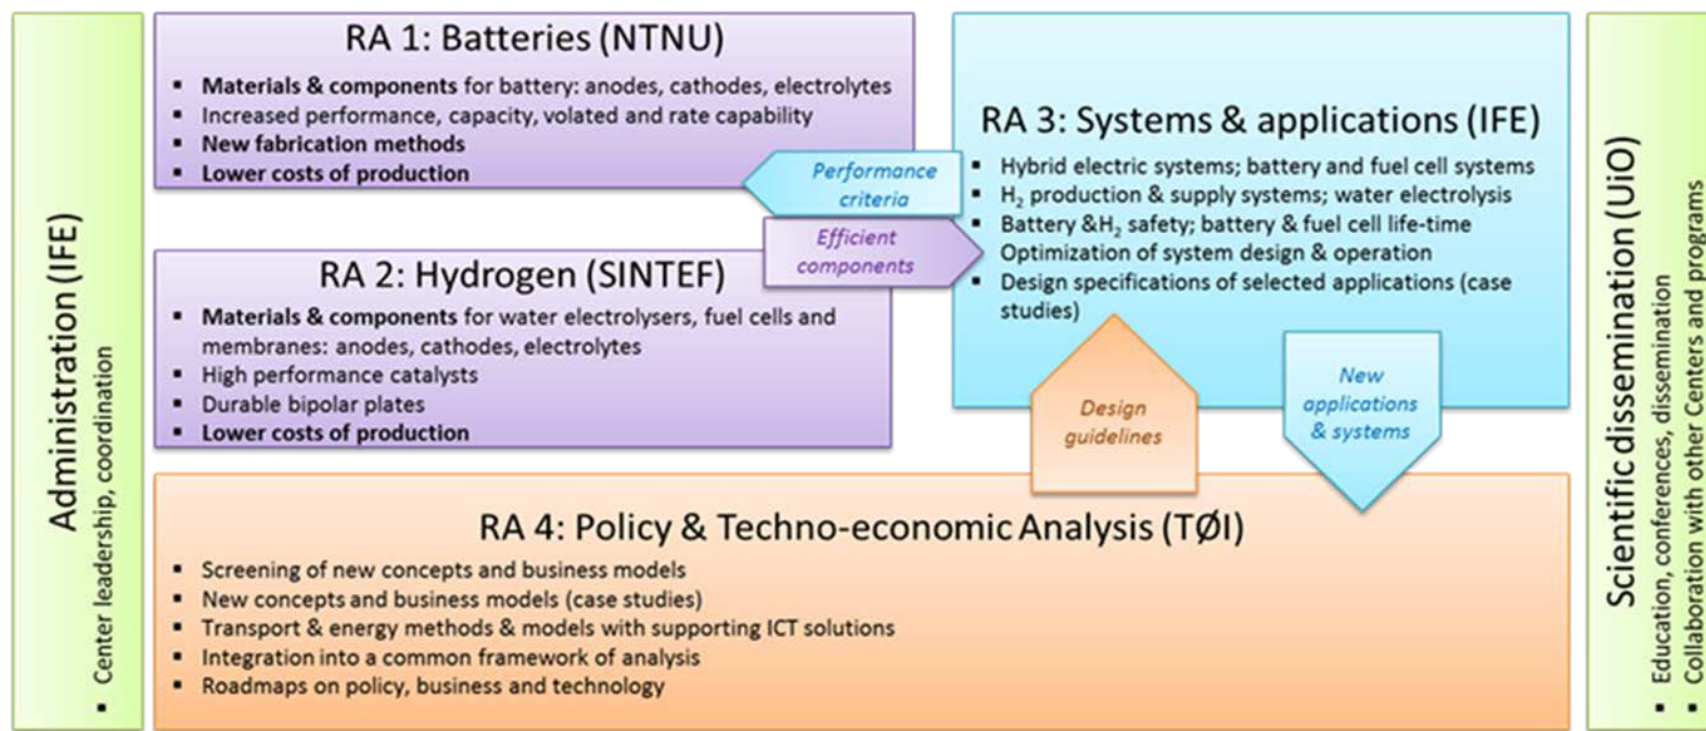 Administration (IFE)
▪ Center leadership, coordination
RA 1: Batteries (NTNU)
▪ Materials & components for battery: anodes, cathodes, electrolytes
▪ Increased performance, capacity, volated and rate capability
▪ New fabrication methods
▪ Lower costs of production
RA 2: Hydrogen (SINTEF)
▪ Materials & components for water electrolysers, fuel cells and
membranes: anodes, cathodes, electrolytes
▪ High performance catalysts
▪ Durable bipolar plates
▪ Lower costs of production
Performance
criteria
Efficient
components
RA 3: Systems & applications (IFE)
▪ Hybrid electric systems; battery and fuel cell systems
▪ H₂ production & supply systems; water electrolysis
▪ Battery &H₂ safety; battery & fuel cell life-time
▪ Optimization of system design & operation
▪ Design specifications of selected applications (case
studies)
Design
guidelines
New
applications
& systems
RA 4: Policy & Techno-economic Analysis (TØI)
▪ Screening of new concepts and business models
▪ New concepts and business models (case studies)
▪ Transport & energy methods & models with supporting ICT solutions
▪ Integration into a common framework of analysis
▪ Roadmaps on policy, business and technology
Scientific dissemination (UiO)
▪ Education, conferences, dissemination
▪ Collaboration with other Centers and programs